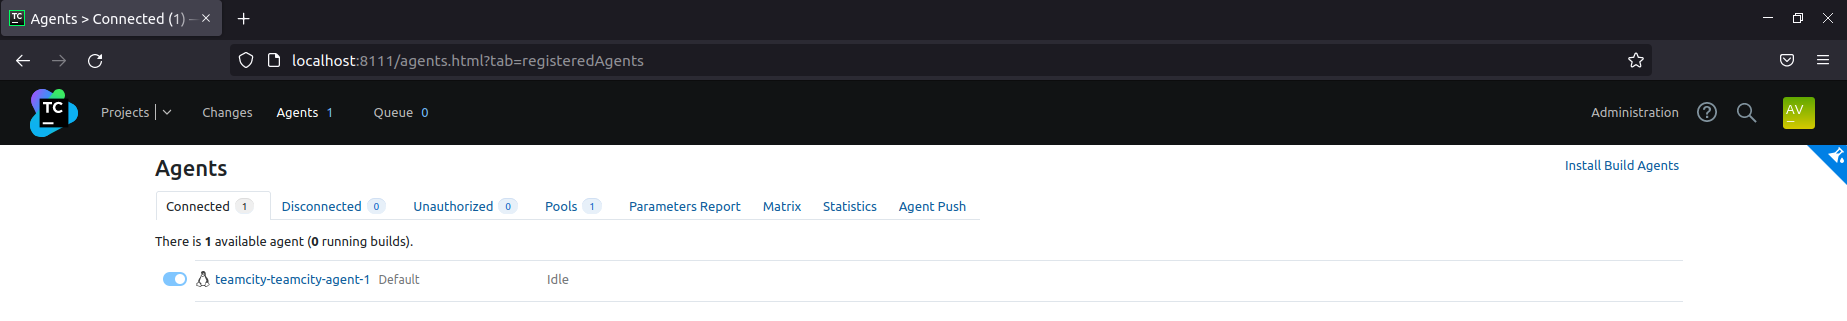 TC Agents > Connected (1) –
localhost:8111/agents.html?tab=registeredAgents
TC Projects Changes Agents 1 Queue 0 Administration AV
Agents Install Build Agents
Connected 1 Disconnected 0 Unauthorized 0 Pools 1 Parameters Report Matrix Statistics Agent Push
There is 1 available agent (0 running builds).
teamcity-teamcity-agent-1 Default Idle